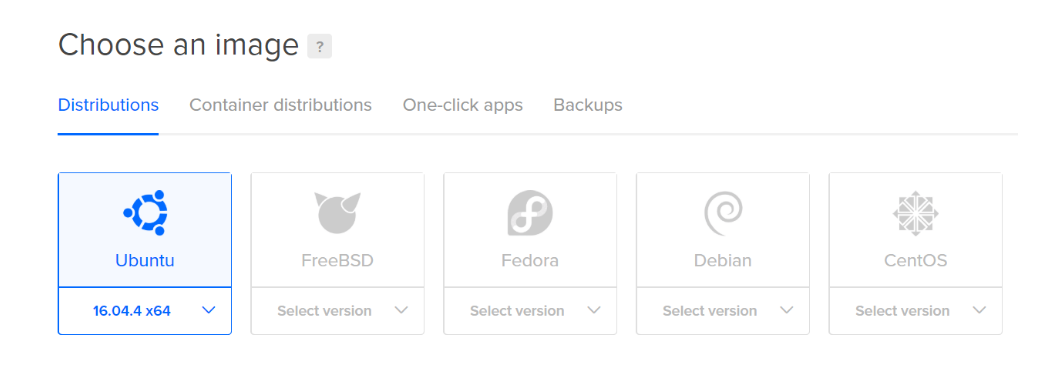 Choose an image ?
Distributions Container distributions One-click apps Backups
Ubuntu FreeBSD Fedora Debian CentOS
16.04.4 x64 Select version Select version Select version Select version